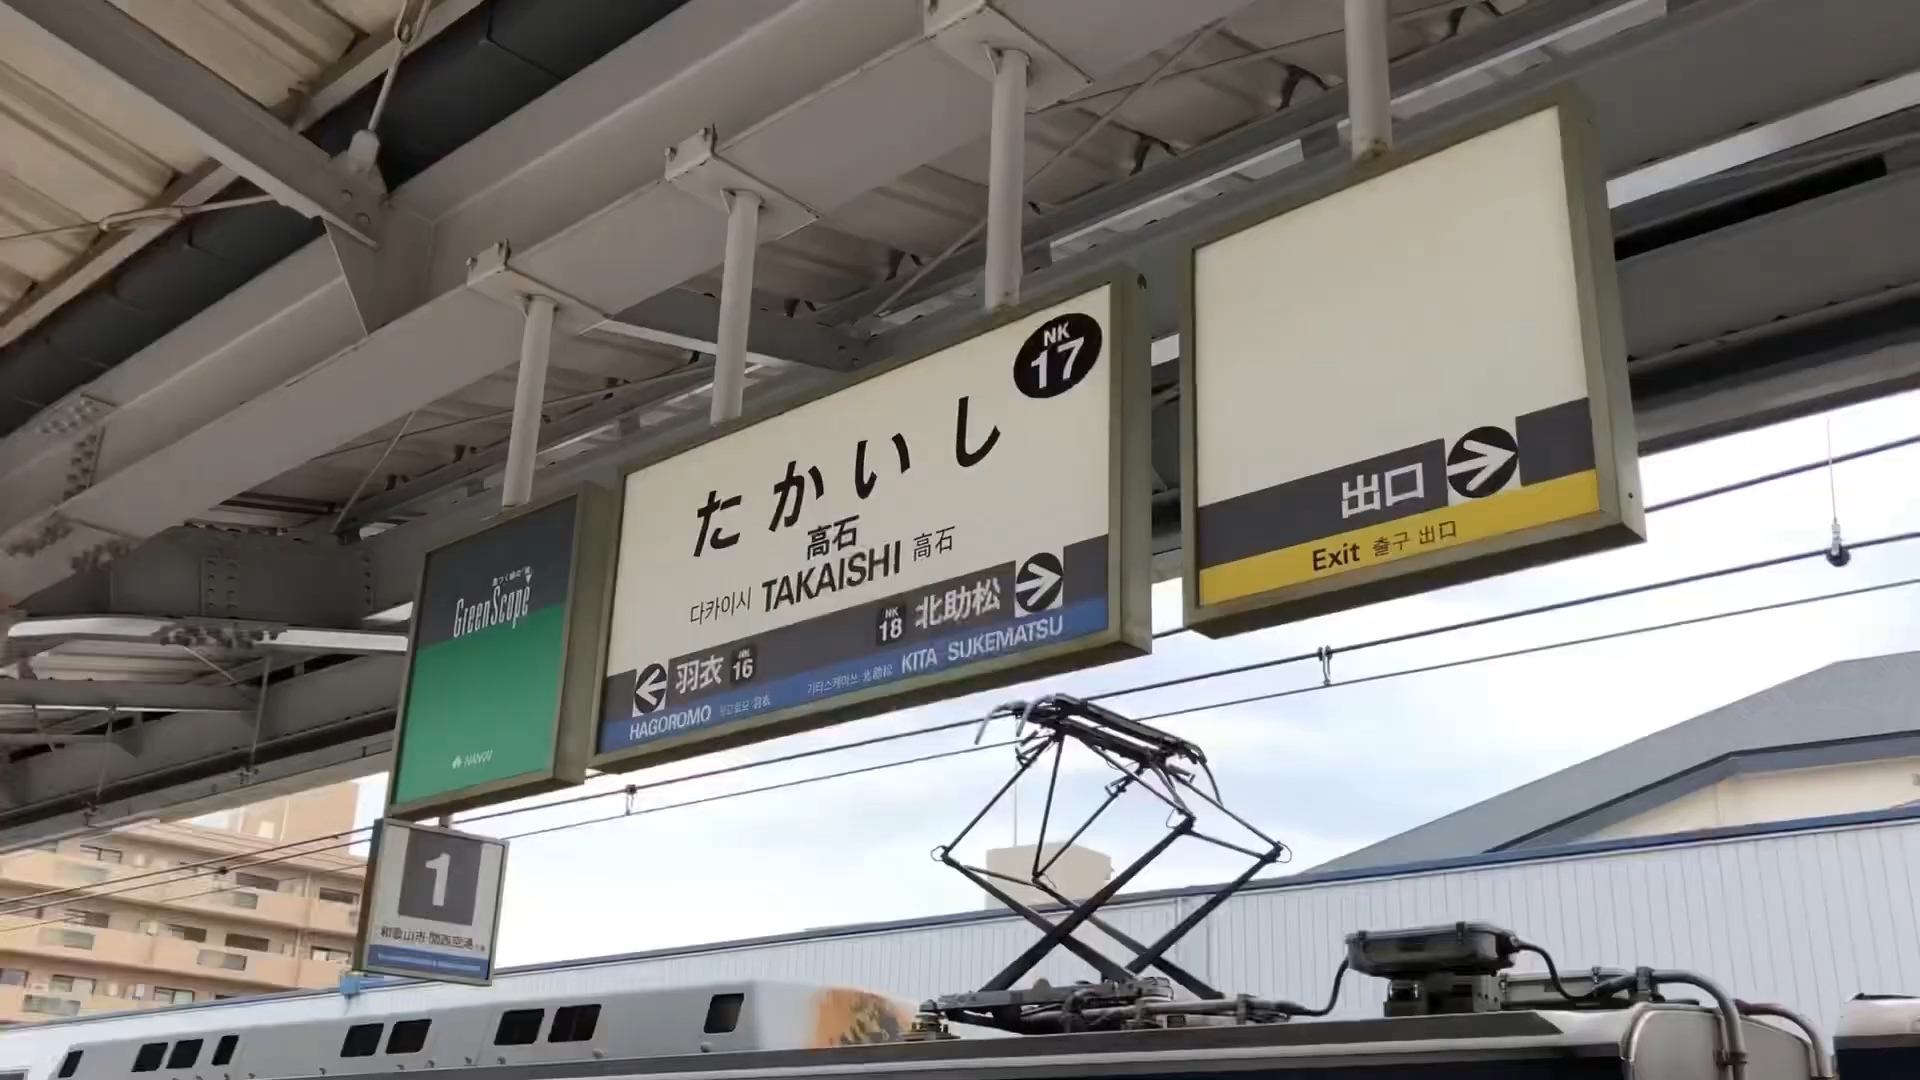 GreenScope
NANKAI
1
和歌山市・関西空港
NK
17
たかいし
高石
다카이시 TAKAISHI 高石
NK
18 北助松
羽衣 NK 16
KITA SUKEMATSU
HAGOROMO
出口
Exit 출구 出口